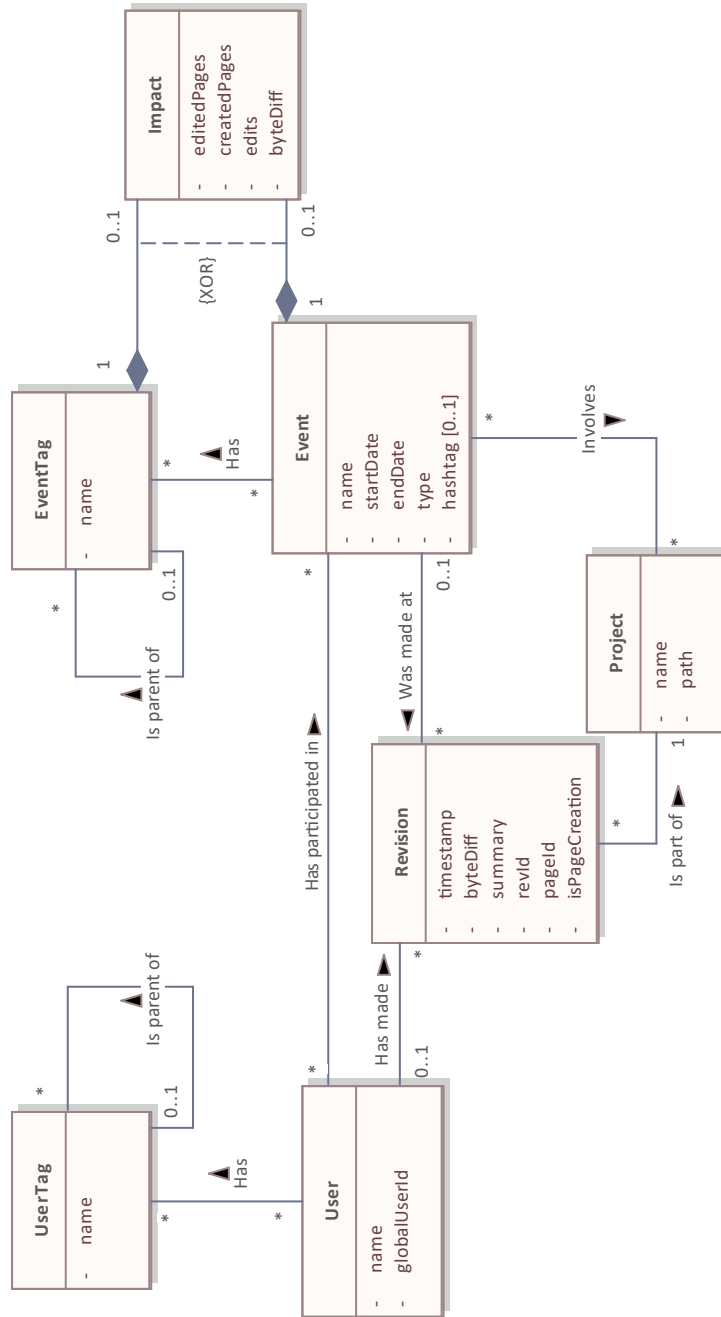 UserTag
- name
*
0..1
Is parent of
*
Has
*
User
- name
- globalUserId
*
Has participated in
*
0..1
Has made
*
Revision
- timestamp
- byteDiff
- summary
- revId
- pageId
- isPageCreation
*
Was made at
0..1
*
Is part of
1
Project
- name
- path
*
Involves
*
Event
- name
- startDate
- endDate
- type
- hashtag [0..1]
*
Has
*
EventTag
- name
*
0..1
Is parent of
1
0..1
{XOR}
1
0..1
Impact
- editedPages
- createdPages
- edits
- byteDiff